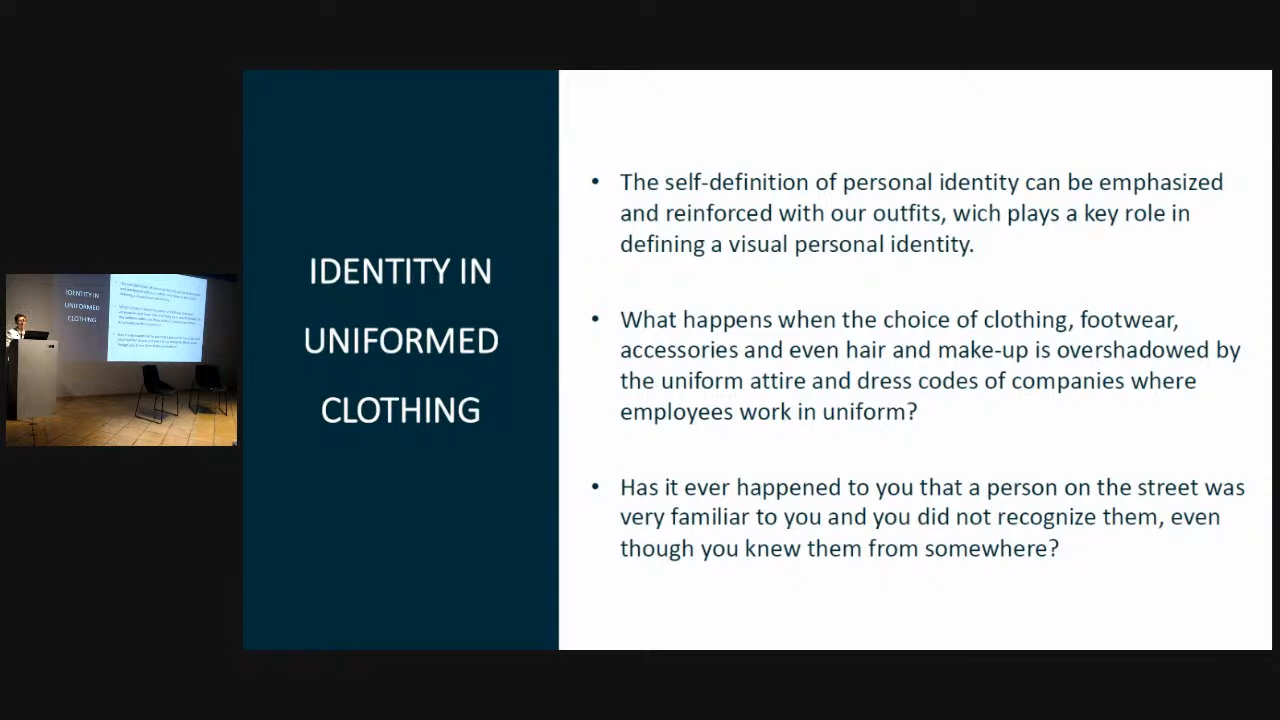 IDENTITY IN
UNIFORMED
CLOTHING
• The self-definition of personal identity can be emphasized
and reinforced with our outfits, wich plays a key role in
defining a visual personal identity.
• What happens when the choice of clothing, footwear,
accessories and even hair and make-up is overshadowed by
the uniform attire and dress codes of companies where
employees work in uniform?
• Has it ever happened to you that a person on the street was
very familiar to you and you did not recognize them, even
though you knew them from somewhere?
IDENTITY IN
UNIFORMED
CLOTHING